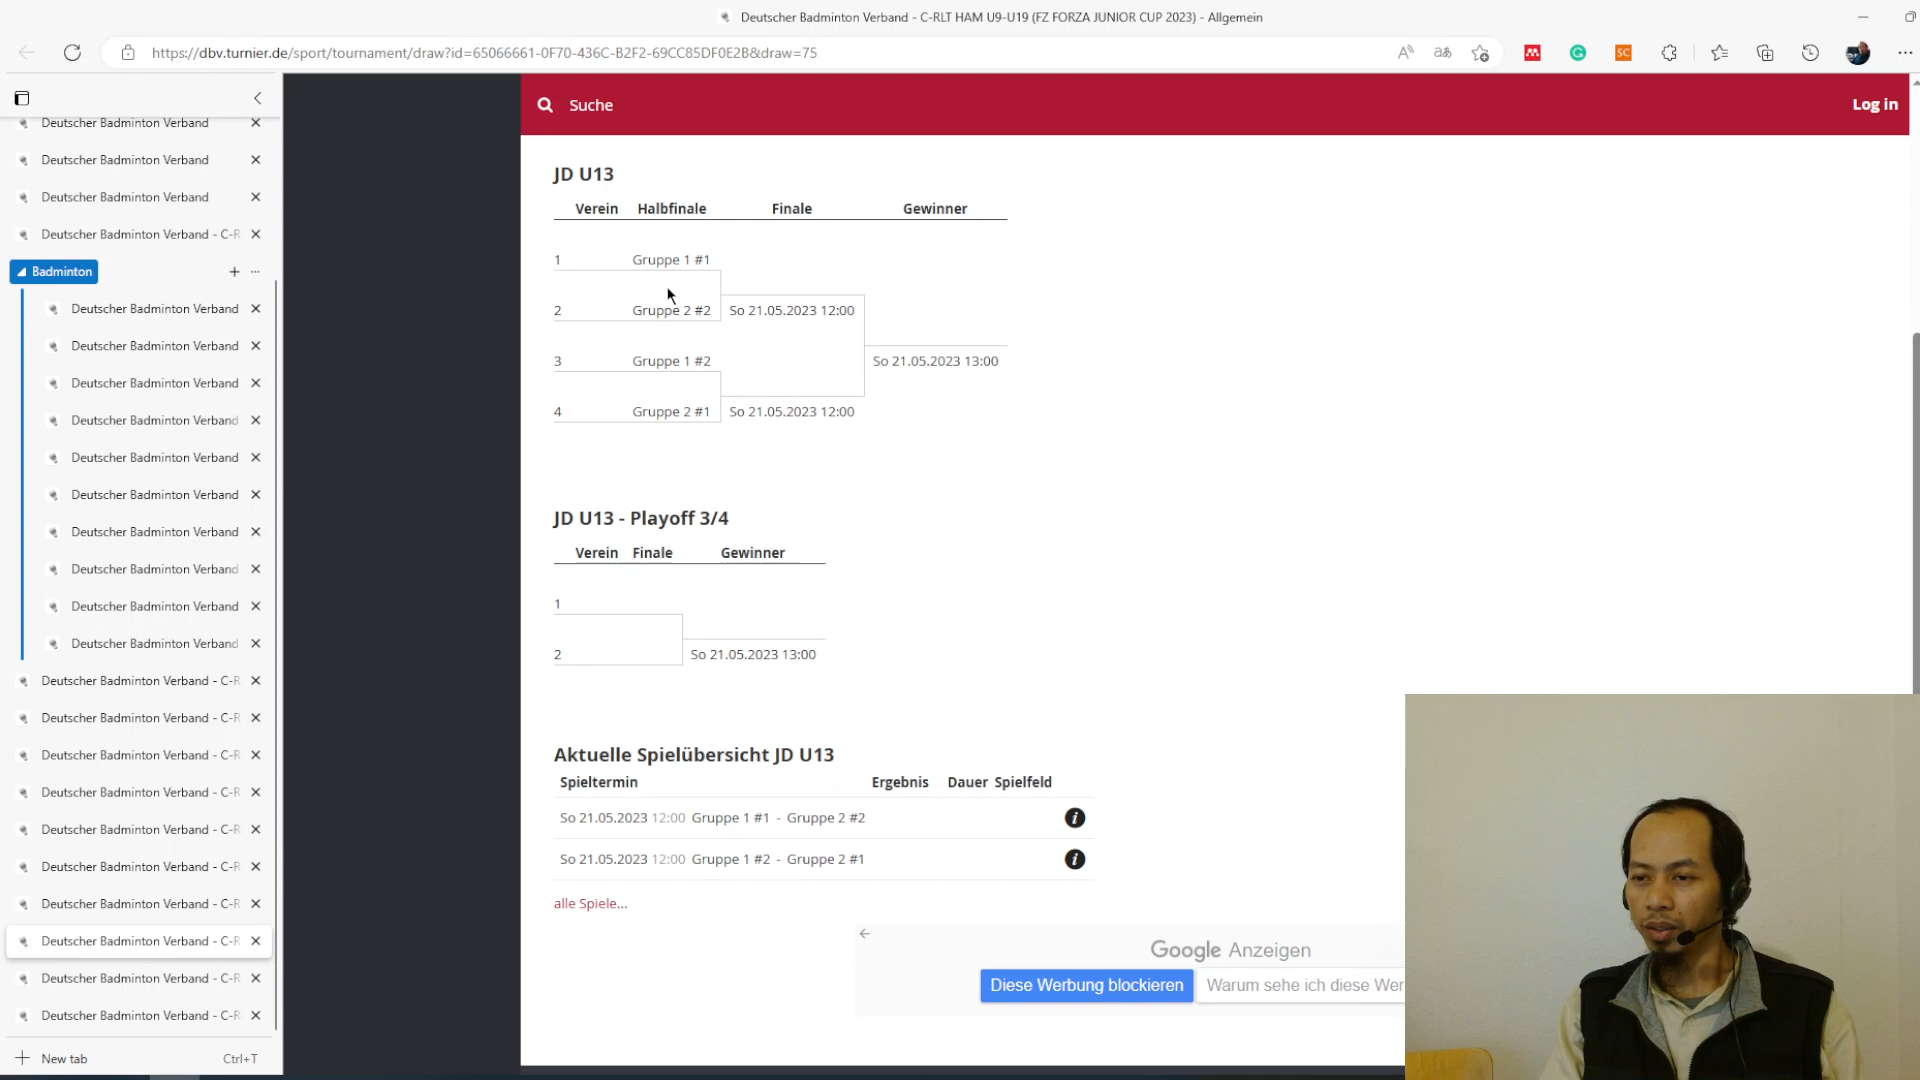 Deutscher Badminton Verband - C-RLT HAM U9-U19 (FZ FORZA JUNIOR CUP 2023) - Allgemein
https://dbv.turnier.de/sport/tournament/draw?id=65066661-0F70-436C-B2F2-69CC85DF0E2B&draw=75
Deutscher Badminton Verband
Deutscher Badminton Verband
Deutscher Badminton Verband
Deutscher Badminton Verband - C-R
Badminton
Deutscher Badminton Verband
Deutscher Badminton Verband
Deutscher Badminton Verband
Deutscher Badminton Verband
Deutscher Badminton Verband
Deutscher Badminton Verband
Deutscher Badminton Verband
Deutscher Badminton Verband
Deutscher Badminton Verband
Deutscher Badminton Verband
Deutscher Badminton Verband - C-R
Deutscher Badminton Verband - C-R
Deutscher Badminton Verband - C-R
Deutscher Badminton Verband - C-R
Deutscher Badminton Verband - C-R
Deutscher Badminton Verband - C-R
Deutscher Badminton Verband - C-R
Deutscher Badminton Verband - C-R
Deutscher Badminton Verband - C-R
Deutscher Badminton Verband - C-R
New tab Ctrl+T
Suche
Log in
JD U13
Verein Halbfinale Finale Gewinner
1 Gruppe 1 #1
2 Gruppe 2 #2 So 21.05.2023 12:00
3 Gruppe 1 #2 So 21.05.2023 13:00
4 Gruppe 2 #1 So 21.05.2023 12:00
JD U13 - Playoff 3/4
Verein Finale Gewinner
1
2 So 21.05.2023 13:00
Aktuelle Spielübersicht JD U13
Spieltermin Ergebnis Dauer Spielfeld
So 21.05.2023 12:00 Gruppe 1 #1 - Gruppe 2 #2
So 21.05.2023 12:00 Gruppe 1 #2 - Gruppe 2 #1
alle Spiele...
Google Anzeigen
Diese Werbung blockieren
Warum sehe ich diese Wer